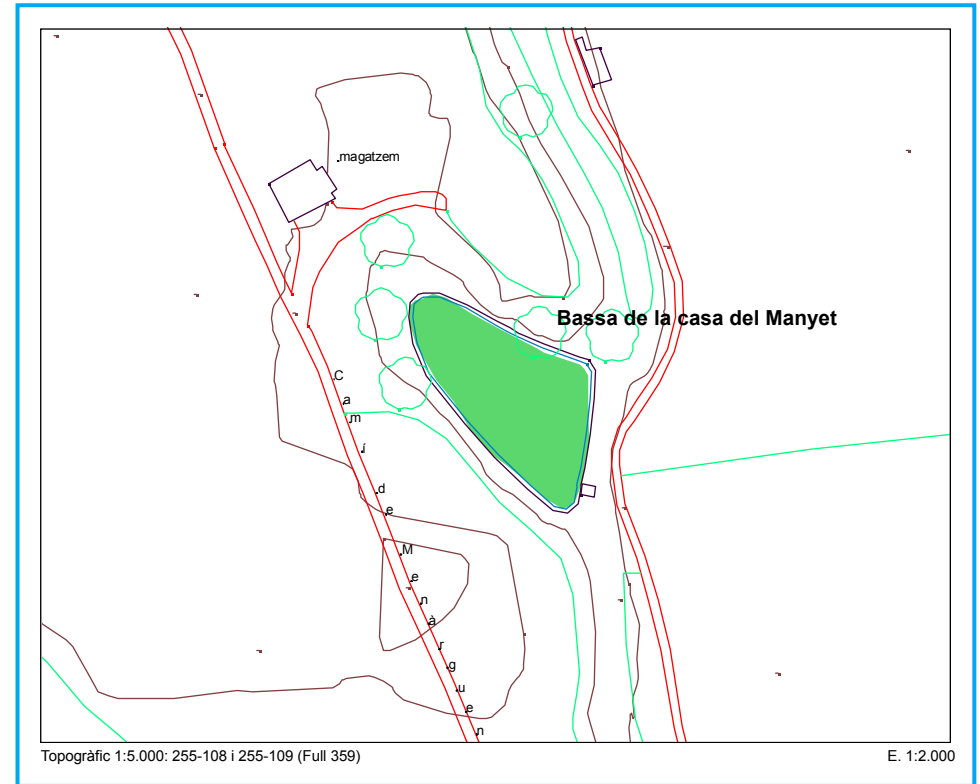 magatzem
Bassa de la casa del Manyet
Camí de Menàrguen
Topogràfic 1:5.000: 255-108 i 255-109 (Full 359)
E. 1:2.000